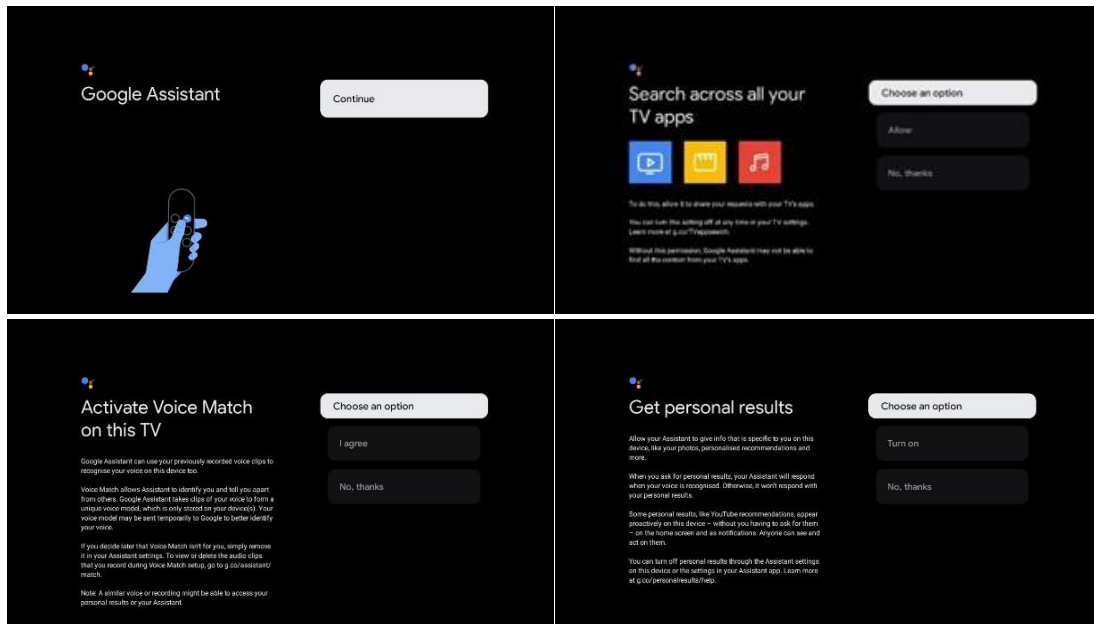 Google Assistant
Continue
Search across all your
TV apps
To do this, allow it to share your requests with your TV's apps.
You can turn this setting off at any time in your TV settings.
Learn more at g.co/TVappsearch.
Without this permission, Google Assistant may not be able to
find all the content from your TV's apps.
Choose an option
Allow
No, thanks
Activate Voice Match
on this TV
Google Assistant can use your previously recorded voice clips to
recognise your voice on this device too.
Voice Match allows Assistant to identify you and tell you apart
from others. Google Assistant takes clips of your voice to form a
unique voice model, which is only stored on your device(s). Your
voice model may be sent temporarily to Google to better identify
your voice.
If you decide later that Voice Match isn't for you, simply remove
it in your Assistant settings. To view or delete the audio clips
that you record during Voice Match setup, go to g.co/assistant/
match.
Note: A similar voice or recording might be able to access your
personal results or your Assistant.
Choose an option
I agree
No, thanks
Get personal results
Allow your Assistant to give info that is specific to you on this
device, like your photos, personalised recommendations and
more.
When you ask for personal results, your Assistant will respond
when your voice is recognised. Otherwise, it won't respond with
your personal results.
Some personal results, like YouTube recommendations, appear
proactively on this device – without you having to ask for them
– on the home screen and as notifications. Anyone can see and
act on them.
You can turn off personal results through the Assistant settings
on this device or the settings in your Assistant app. Learn more
at g.co/personalresults/help.
Choose an option
Turn on
No, thanks